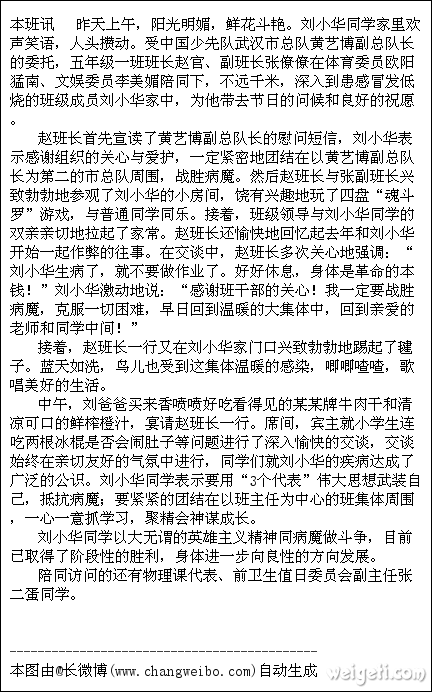 本班讯  昨天上午，阳光明媚，鲜花斗艳。刘小华同学家里欢
声笑语，人头攒动。受中国少先队武汉市总队黄艺博副总队长
的委托，五年级一班班长赵官、副班长张僚僚在体育委员欧阳
猛南、文娱委员李美媚陪同下，不远千米，深入到患感冒发低
烧的班级成员刘小华家中，为他带去节日的问候和良好的祝愿
。
赵班长首先宣读了黄艺博副总队长的慰问短信，刘小华表
示感谢组织的关心与爱护，一定紧密地团结在以黄艺博副总队
长为第二的市总队周围，战胜病魔。然后赵班长与张副班长兴
致勃勃地参观了刘小华的小房间，饶有兴趣地玩了四盘“魂斗
罗”游戏，与普通同学同乐。接着，班级领导与刘小华同学的
双亲亲切地拉起了家常。赵班长还愉快地回忆起去年和刘小华
开始一起作弊的往事。在交谈中，赵班长多次关心地强调：“
刘小华生病了，就不要做作业了。好好休息，身体是革命的本
钱！”刘小华激动地说：“感谢班干部的关心！我一定要战胜
病魔，克服一切困难，早日回到温暖的大集体中，回到亲爱的
老师和同学中间！”
接着，赵班长一行又在刘小华家门口兴致勃勃地踢起了毽
子。蓝天如洗，鸟儿也受到这集体温暖的感染，唧唧喳喳，歌
唱美好的生活。
中午，刘爸爸买来香喷喷好吃看得见的某某牌牛肉干和清
凉可口的鲜榨橙汁，宴请赵班长一行。席间，宾主就小学生连
吃两根冰棍是否会闹肚子等问题进行了深入愉快的交谈，交谈
始终在亲切友好的气氛中进行，同学们就刘小华的疾病达成了
广泛的公识。刘小华同学表示要用“3个代表”伟大思想武装自
己，抵抗病魔；要紧紧的团结在以班主任为中心的班集体周围
，一心一意抓学习，聚精会神谋成长。
刘小华同学以大无谓的英雄主义精神同病魔做斗争，目前
己取得了阶段性的胜利，身体进一步向良性的方向发展。
陪同访问的还有物理课代表、前卫生值日委员会副主任张
二蛋同学。
--------------------------------------------
本图由@长微博(www.changweibo.com)自动生成
weigeti.com